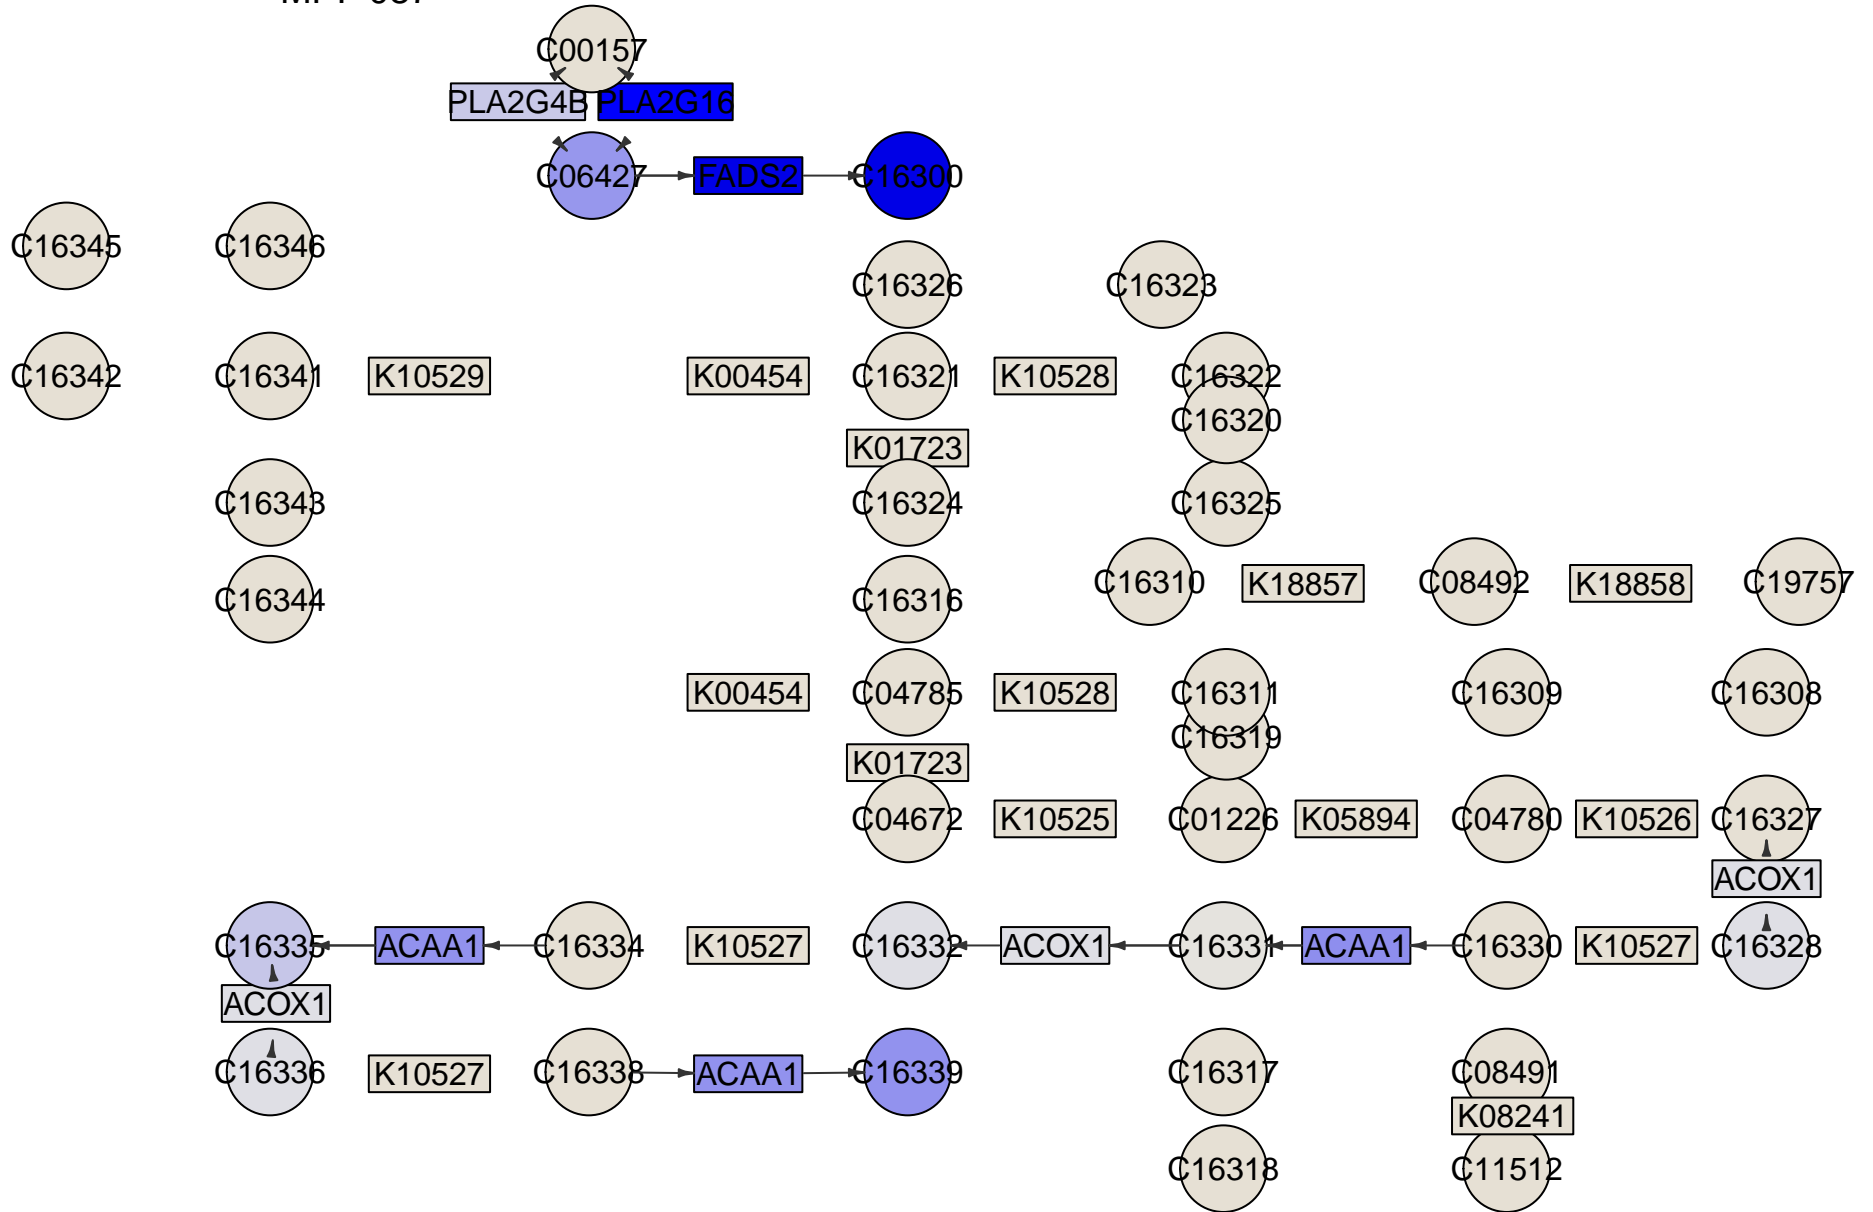 C00157
PLA2G4B PLA2G16
C06427 FADS2 C16300
C16345 C16346
C16326 C16323
C16342 C16341 K10529 K00454 C16321 K10528 C16322
C16320
K01723
C16343 C16324 C16325
C16310 K18857 C08492 K18858 C19757
C16344 C16316
K00454 C04785 K10528 C16311 C16309 C16308
C16319
K01723
C04672 K10525 C01226 K05894 C04780 K10526 C16327
ACOX1
C16335 ACAA1 C16334 K10527 C16332 ACOX1 C16331 ACAA1 C16330 K10527 C16328
ACOX1
C16336 K10527 C16338 ACAA1 C16339 C16317 C08491
K08241
C16318 C11512